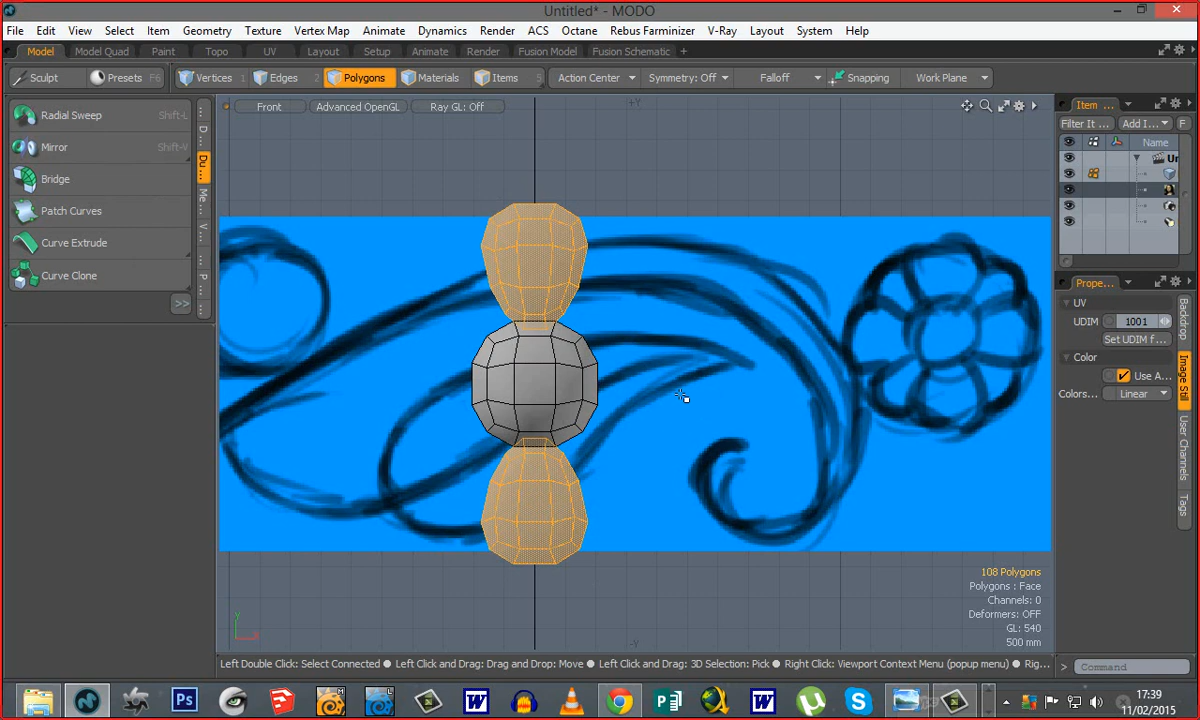 Untitled* - MODO
File Edit View Select Item Geometry Texture Vertex Map Animate Dynamics Render ACS Octane Rebus Farminizer V-Ray Layout System Help
Model Model Quad Paint Topo UV Layout Setup Animate Render Fusion Model Fusion Schematic +
Sculpt Presets F6 Vertices 1 Edges 2 Polygons Materials Items 5 Action Center Symmetry: Off Falloff Snapping Work Plane
Front Advanced OpenGL Ray GL: Off
+Y
Radial Sweep Shift-L
Mirror Shift-V
Bridge
Patch Curves
Curve Extrude
Curve Clone
>>
D...
Du...
Me...
V...
P...
Item ...
Filter It ... Add I... F
Name
Ur
Prope...
UV
UDIM 1001
Set UDIM f...
Color
Use A...
Colors... Linear
Backdrop
Image Still
User Channels
Tags
108 Polygons
Polygons : Face
Channels: 0
Deformers: OFF
GL: 540
500 mm
-Y
Y
Left Double Click: Select Connected ● Left Click and Drag: Drag and Drop: Move ● Left Click and Drag: 3D Selection: Pick ● Right Click: Viewport Context Menu (popup menu) ● Rig...
> Command
17:39
11/02/2015